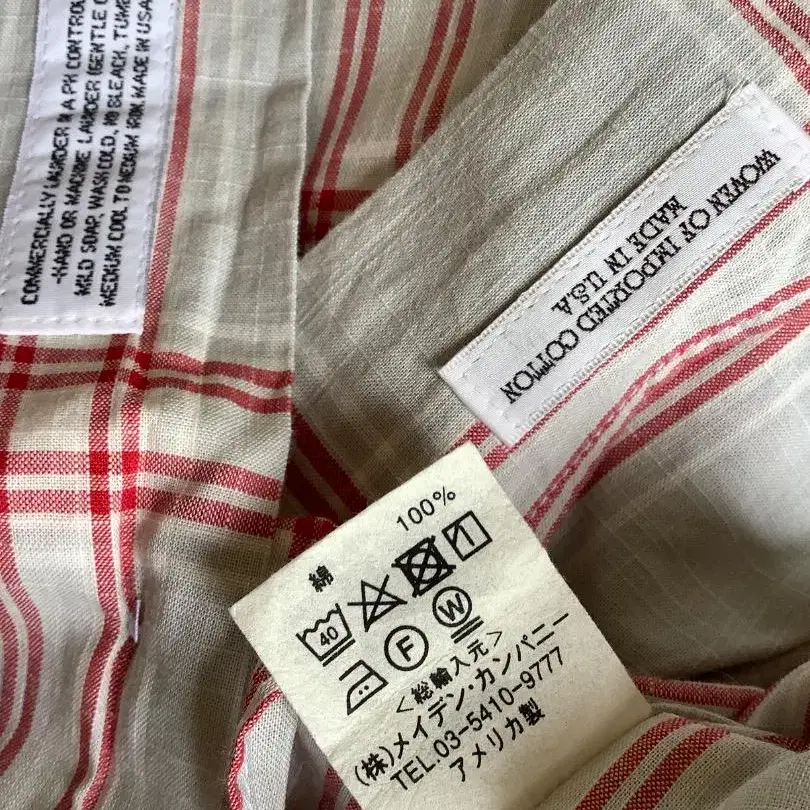 COMMERCIALLY LAUNDER IN A PH CONTROL
-HAND OR MACHINE LAUNDER (GENTLE C
MILD SOAP, WASH COLD, NO BLEACH, TUMB
MEDIUM COOL TO MEDIUM IRON. MADE IN USA
WOVEN OF IMPORTED COTTON
MADE IN U.S.A.
綿 100%
40
F W
<総輸入元>
(株)メイデン・カンパニー
TEL.03-5410-9777
アメリカ製